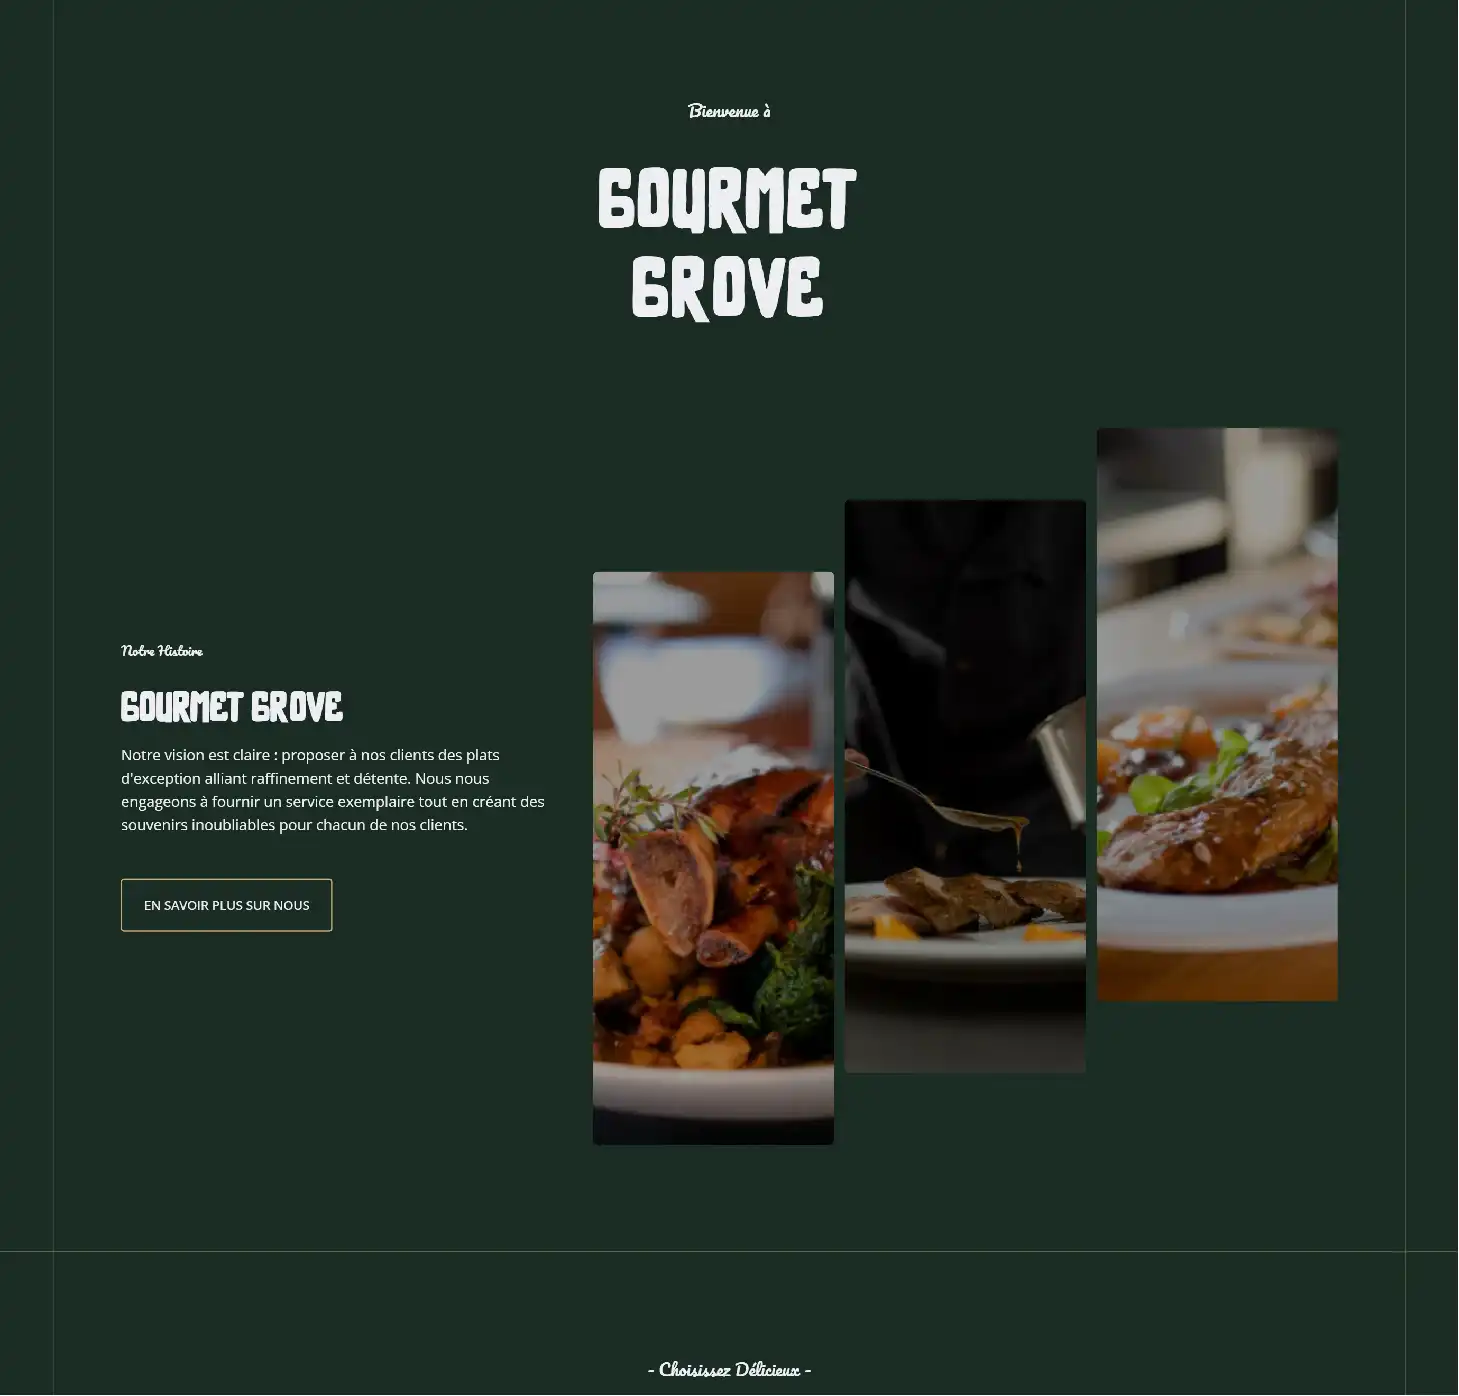 Bienvenue à
GOURMET
GROVE
Notre Histoire
GOURMET GROVE
Notre vision est claire : proposer à nos clients des plats
d'exception alliant raffinement et détente. Nous nous
engageons à fournir un service exemplaire tout en créant des
souvenirs inoubliables pour chacun de nos clients.
EN SAVOIR PLUS SUR NOUS
- Choisissez Délicieux -